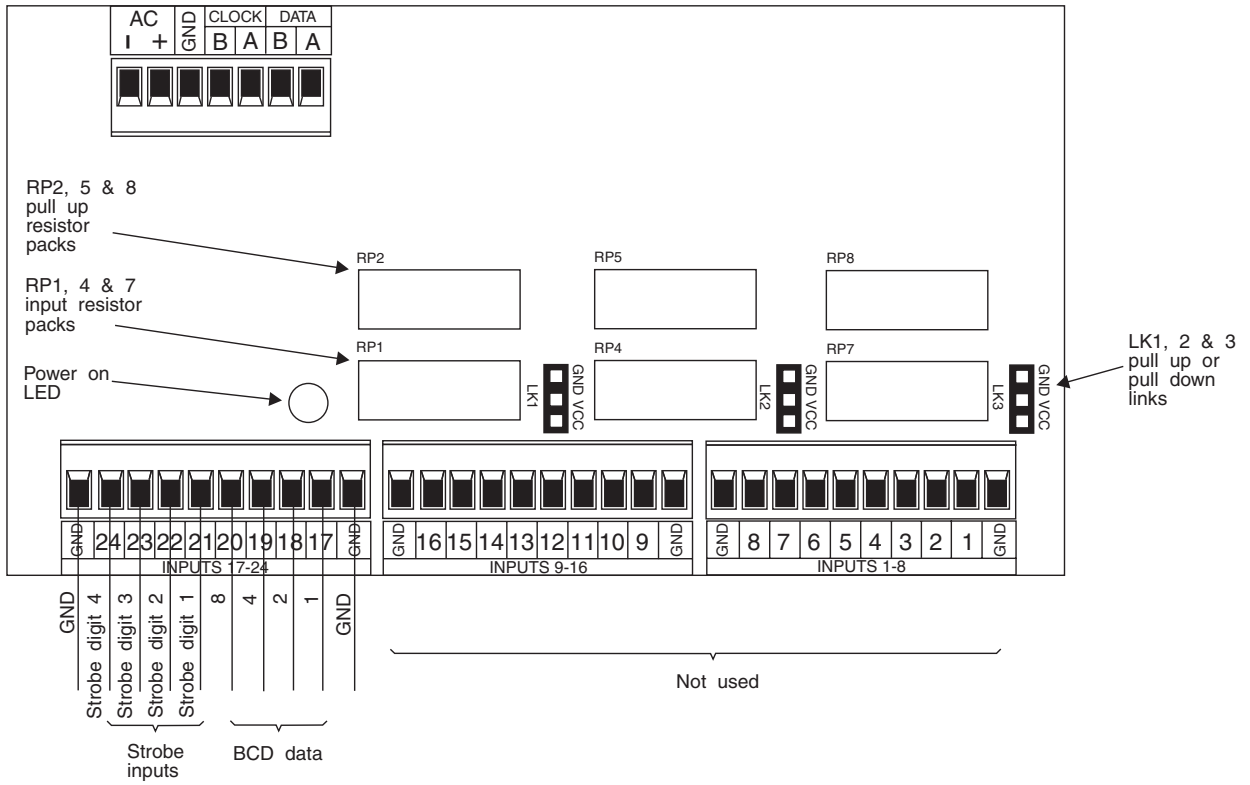 AC GND CLOCK DATA
- + B A B A
RP2, 5 & 8
pull up
resistor
packs
RP1, 4 & 7
input resistor
packs
Power on
LED
RP2
RP5
RP8
RP1
RP4
RP7
LK1
GND VCC
LK2
GND VCC
LK3
GND VCC
LK1, 2 & 3
pull up or
pull down
links
GND 24 23 22 21 20 19 18 17 GND
INPUTS 17-24
GND 16 15 14 13 12 11 10 9 GND
INPUTS 9-16
GND 8 7 6 5 4 3 2 1 GND
INPUTS 1-8
GND
Strobe digit 4
Strobe digit 3
Strobe digit 2
Strobe digit 1
8
4
2
1
GND
Strobe
inputs
BCD data
Not used